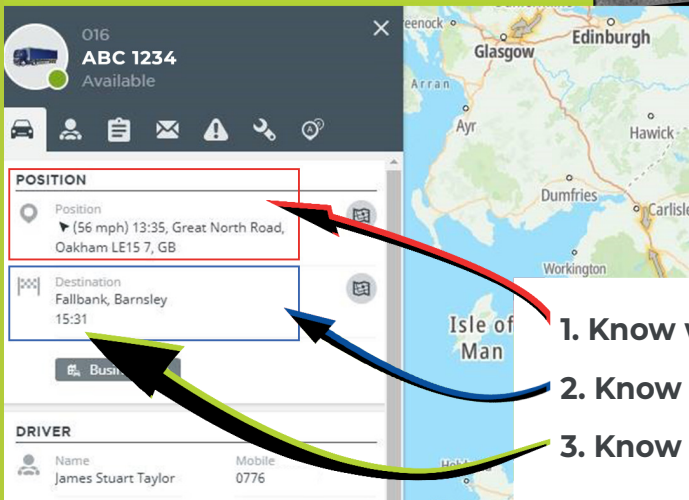 016
ABC 1234
Available
POSITION
Position
(56 mph) 13:35, Great North Road,
Oakham LE15 7, GB
Destination
Fallbank, Barnsley
15:31
DRIVER
Name
Mobile
James Stuart Taylor
0776
Glasgow
Edinburgh
Arran
Ayr
Hawick
Dumfries
Carlisle
Workington
Isle of
Man
1. Know
2. Know
3. Know